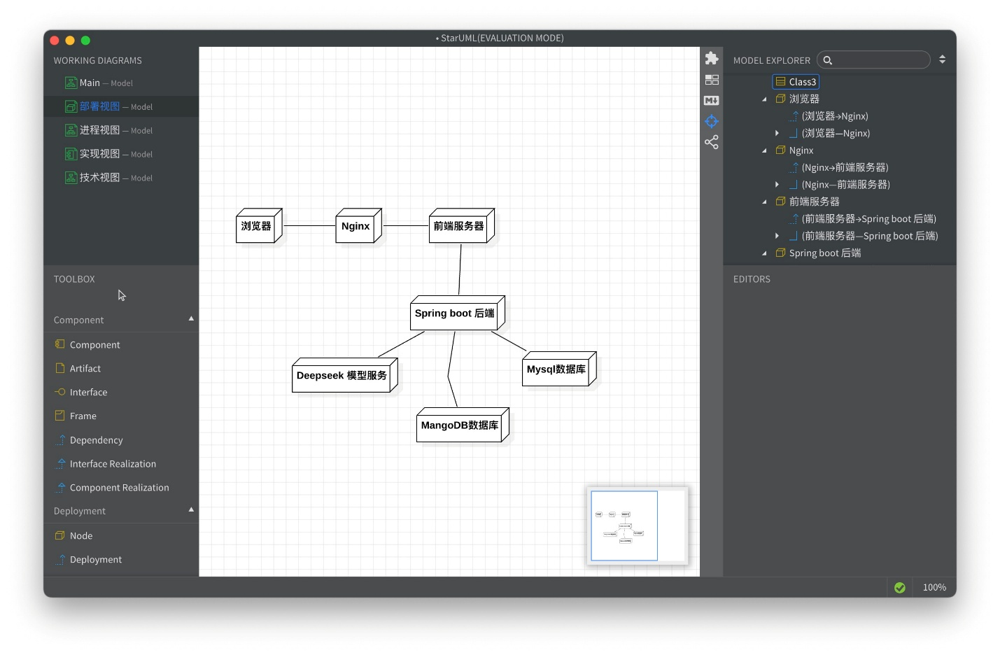 • StarUML(EVALUATION MODE)
WORKING DIAGRAMS
Main — Model
部署视图 — Model
进程视图 — Model
实现视图 — Model
技术视图 — Model
TOOLBOX
Component
Component
Artifact
Interface
Frame
Dependency
Interface Realization
Component Realization
Deployment
Node
Deployment
浏览器
Nginx
前端服务器
Spring boot 后端
Deepseek 模型服务
Mysql数据库
MangoDB数据库
M
MODEL EXPLORER
Class3
浏览器
(浏览器→Nginx)
(浏览器—Nginx)
Nginx
(Nginx→前端服务器)
(Nginx—前端服务器)
前端服务器
(前端服务器→Spring boot 后端)
(前端服务器—Spring boot 后端)
Spring boot 后端
EDITORS
100%